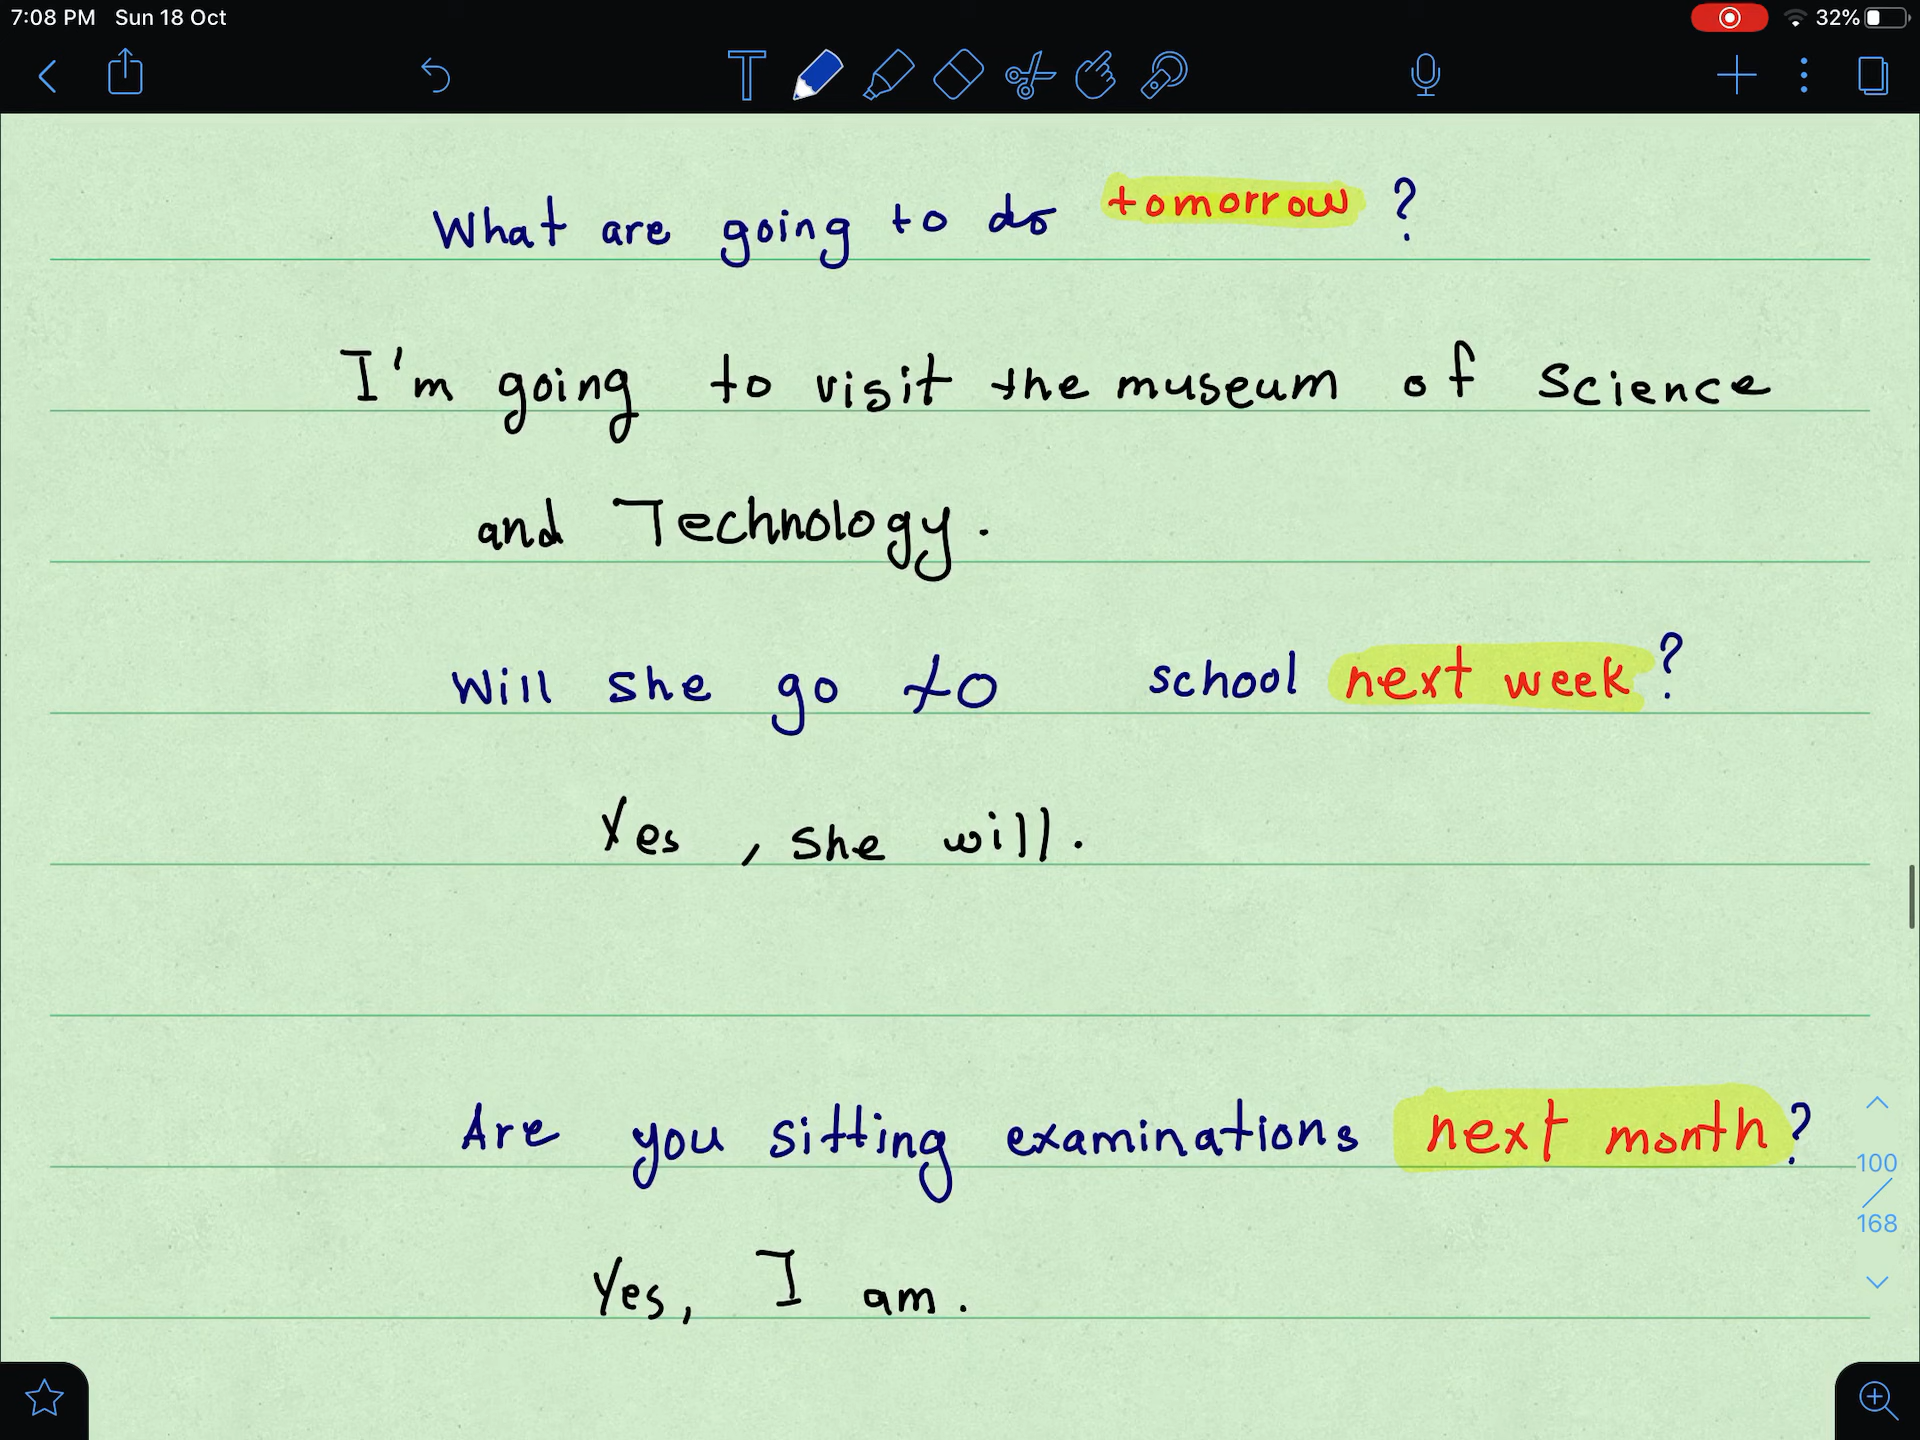 7:08 PM Sun 18 Oct 32%
What are going to do tomorrow ?
I'm going to visit the museum of Science
and Technology.
Will she go to school next week ?
Yes , she will.
Are you sitting examinations next month ?
100
/
168
Yes, I am.